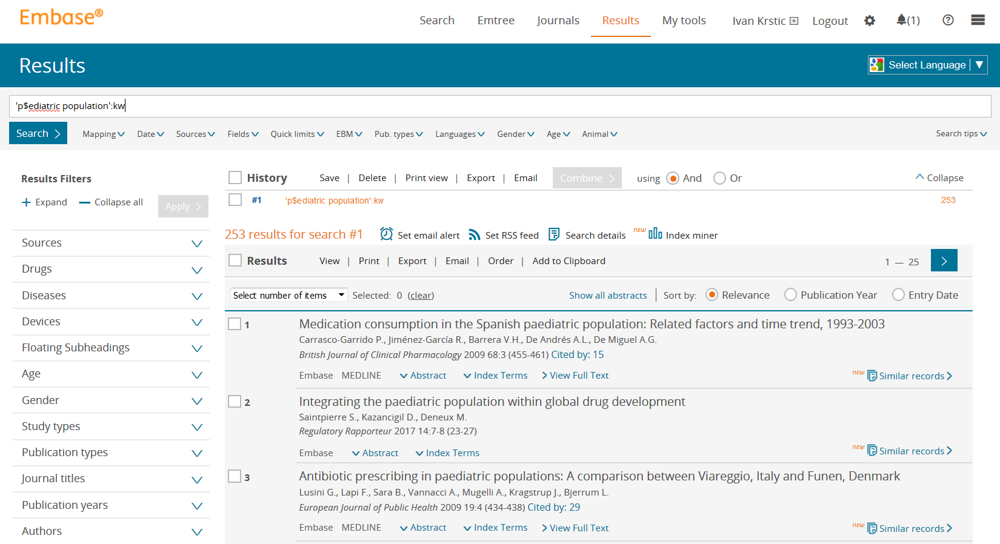 Embase®
Search Emtree Journals Results My tools Ivan Krstic Logout (1)
Results
Select Language
'p$ediatric population':kw
Search Mapping Date Sources Fields Quick limits EBM Pub. types Languages Gender Age Animal Search tips
Results Filters
Expand Collapse all Apply
Sources
Drugs
Diseases
Devices
Floating Subheadings
Age
Gender
Study types
Publication types
Journal titles
Publication years
Authors
History Save | Delete | Print view | Export | Email Combine using And Or Collapse
#1 'p$ediatric population':kw 253
253 results for search #1 Set email alert Set RSS feed Search details new Index miner
Results View | Print | Export | Email | Order | Add to Clipboard 1 — 25
Select number of items Selected: 0 (clear) Show all abstracts | Sort by: Relevance Publication Year Entry Date
1 Medication consumption in the Spanish paediatric population: Related factors and time trend, 1993-2003
Carrasco-Garrido P., Jiménez-García R., Barrera V.H., De Andrés A.L., De Miguel A.G.
British Journal of Clinical Pharmacology 2009 68:3 (455-461) Cited by: 15
Embase MEDLINE Abstract Index Terms View Full Text new Similar records
2 Integrating the paediatric population within global drug development
Saintpierre S., Kazancigil D., Deneux M.
Regulatory Rapporteur 2017 14:7-8 (23-27)
Embase Abstract Index Terms new Similar records
3 Antibiotic prescribing in paediatric populations: A comparison between Viareggio, Italy and Funen, Denmark
Lusini G., Lapi F., Sara B., Vannacci A., Mugelli A., Kragstrup J., Bjerrum L.
European Journal of Public Health 2009 19:4 (434-438) Cited by: 29
Embase MEDLINE Abstract Index Terms View Full Text new Similar records